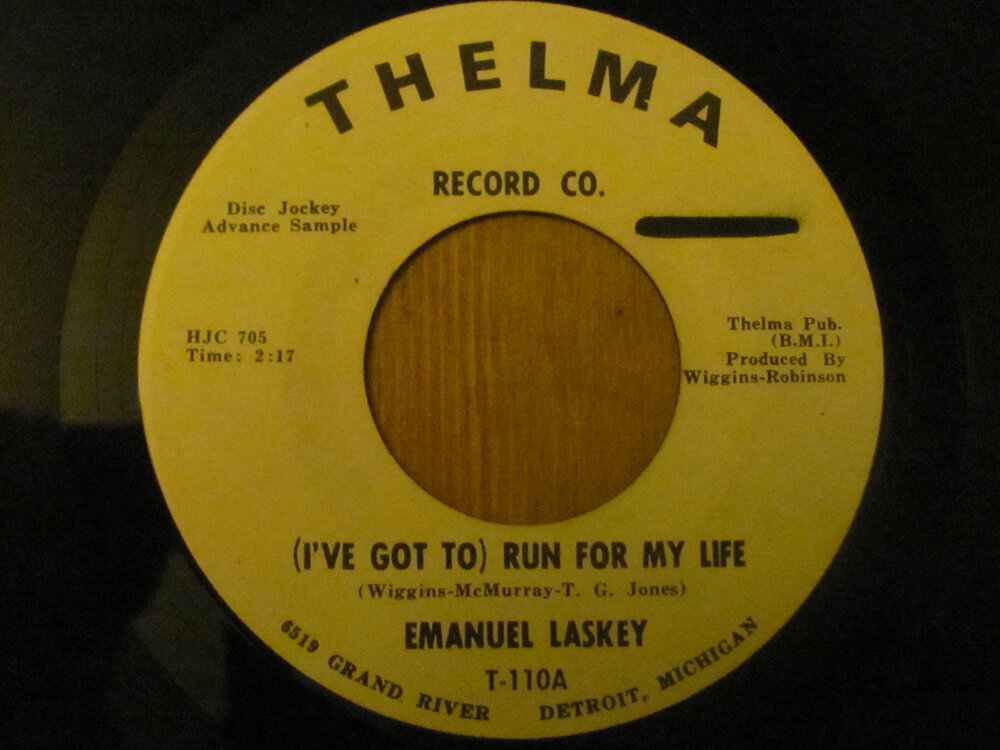 THELMA
RECORD CO.
Disc Jockey
Advance Sample
HJC 705
Time: 2:17
Thelma Pub.
(B.M.I.)
Produced By
Wiggins-Robinson
(I'VE GOT TO) RUN FOR MY LIFE
(Wiggins-McMurray-T. G. Jones)
EMANUEL LASKEY
T-110A
6519 GRAND RIVER DETROIT, MICHIGAN